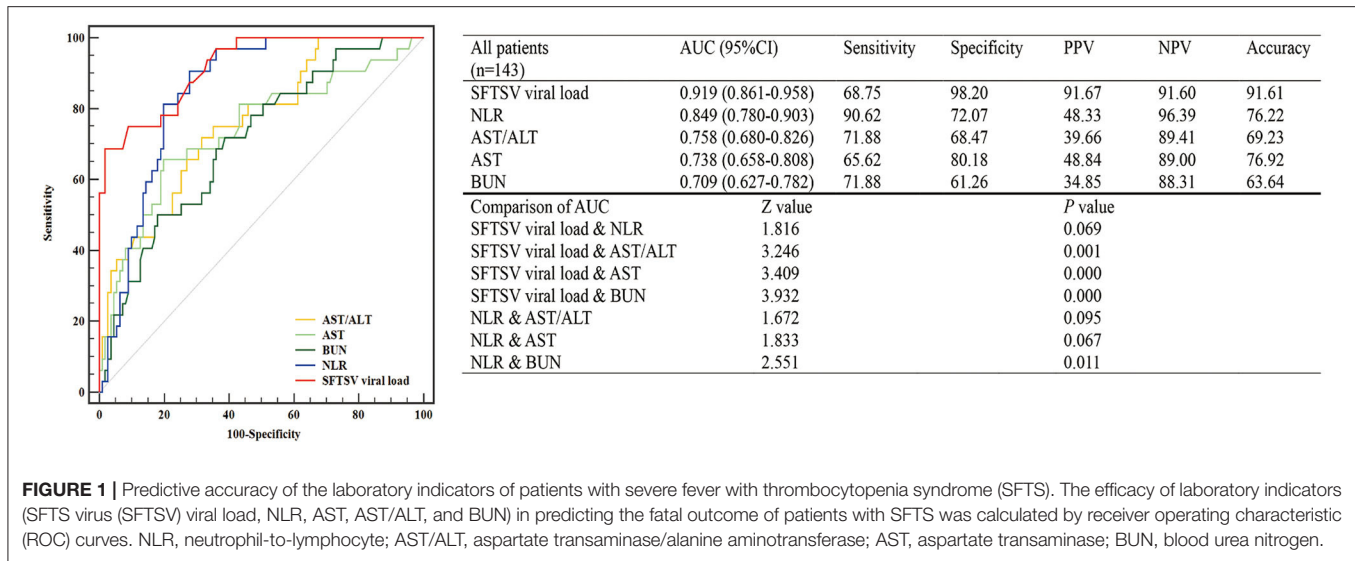 100
80
60
40
20
0
Sensitivity
AST/ALT
AST
BUN
NLR
SFTSV viral load
0 20 40 60 80 100
100-Specificity
All patients (n=143) AUC (95%CI) Sensitivity Specificity PPV NPV Accuracy
SFTSV viral load 0.919 (0.861-0.958) 68.75 98.20 91.67 91.60 91.61
NLR 0.849 (0.780-0.903) 90.62 72.07 48.33 96.39 76.22
AST/ALT 0.758 (0.680-0.826) 71.88 68.47 39.66 89.41 69.23
AST 0.738 (0.658-0.808) 65.62 80.18 48.84 89.00 76.92
BUN 0.709 (0.627-0.782) 71.88 61.26 34.85 88.31 63.64
Comparison of AUC Z value P value
SFTSV viral load & NLR 1.816 0.069
SFTSV viral load & AST/ALT 3.246 0.001
SFTSV viral load & AST 3.409 0.000
SFTSV viral load & BUN 3.932 0.000
NLR & AST/ALT 1.672 0.095
NLR & AST 1.833 0.067
NLR & BUN 2.551 0.011
FIGURE 1 | Predictive accuracy of the laboratory indicators of patients with severe fever with thrombocytopenia syndrome (SFTS). The efficacy of laboratory indicators
(SFTS virus (SFTSV) viral load, NLR, AST, AST/ALT, and BUN) in predicting the fatal outcome of patients with SFTS was calculated by receiver operating characteristic
(ROC) curves. NLR, neutrophil-to-lymphocyte; AST/ALT, aspartate transaminase/alanine aminotransferase; AST, aspartate transaminase; BUN, blood urea nitrogen.